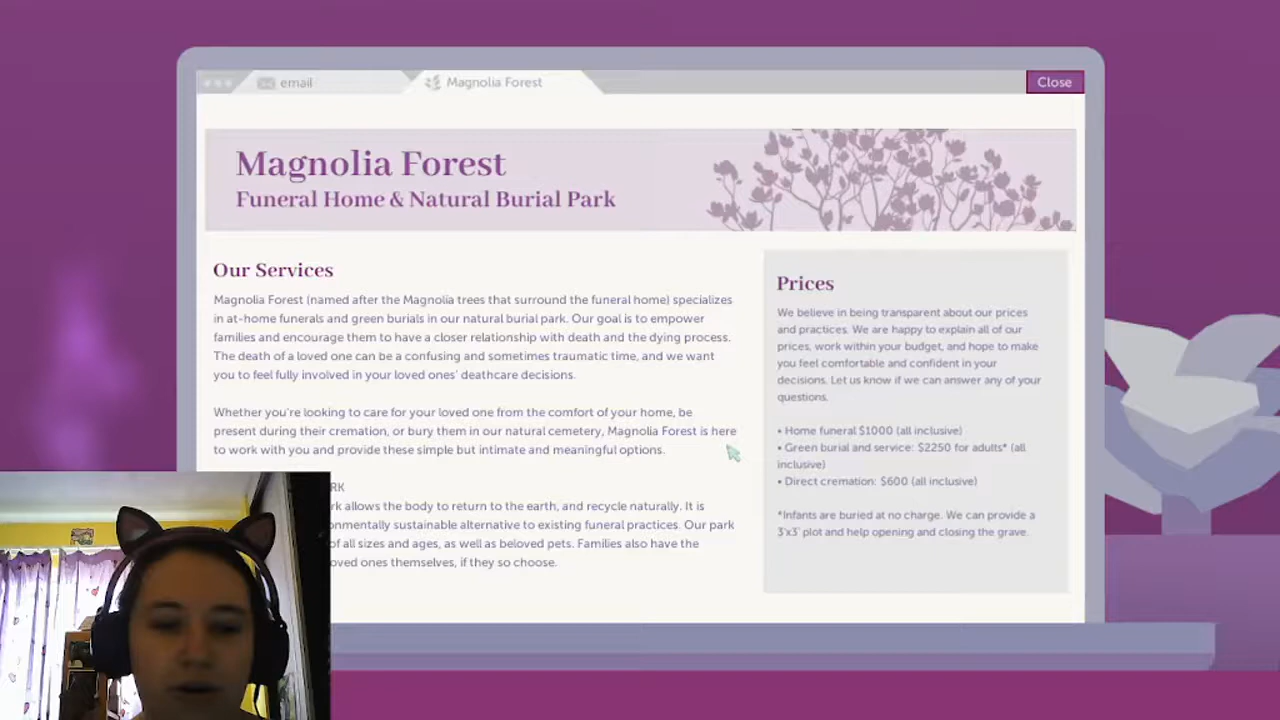 email
Magnolia Forest
Close
Magnolia Forest
Funeral Home & Natural Burial Park
Our Services
Magnolia Forest (named after the Magnolia trees that surround the funeral home) specializes
in at-home funerals and green burials in our natural burial park. Our goal is to empower
families and encourage them to have a closer relationship with death and the dying process.
The death of a loved one can be a confusing and sometimes traumatic time, and we want
you to feel fully involved in your loved ones' deathcare decisions.
Whether you're looking to care for your loved one from the comfort of your home, be
present during their cremation, or bury them in our natural cemetery, Magnolia Forest is here
to work with you and provide these simple but intimate and meaningful options.
RK
rk allows the body to return to the earth, and recycle naturally. It is
onmentally sustainable alternative to existing funeral practices. Our park
of all sizes and ages, as well as beloved pets. Families also have the
oved ones themselves, if they so choose.
Prices
We believe in being transparent about our prices
and practices. We are happy to explain all of our
prices, work within your budget, and hope to make
you feel comfortable and confident in your
decisions. Let us know if we can answer any of your
questions.
• Home funeral $1000 (all inclusive)
• Green burial and service: $2250 for adults* (all
inclusive)
• Direct cremation: $600 (all inclusive)
*Infants are buried at no charge. We can provide a
3'x3' plot and help opening and closing the grave.